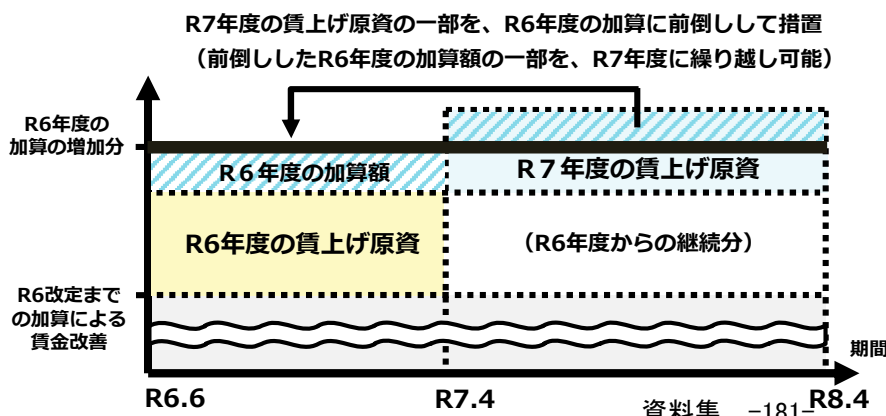 R7年度の賃上げ原資の一部を、R6年度の加算に前倒しして措置
（前倒ししたR6年度の加算額の一部を、R7年度に繰り越し可能）
R6年度の
加算の増加分
R６年度の加算額
R７年度の賃上げ原資
R6年度の賃上げ原資
（R6年度からの継続分）
R6改定まで
の加算による
賃金改善
期間
R6.6
R7.4
資料集 −181−
R8.4